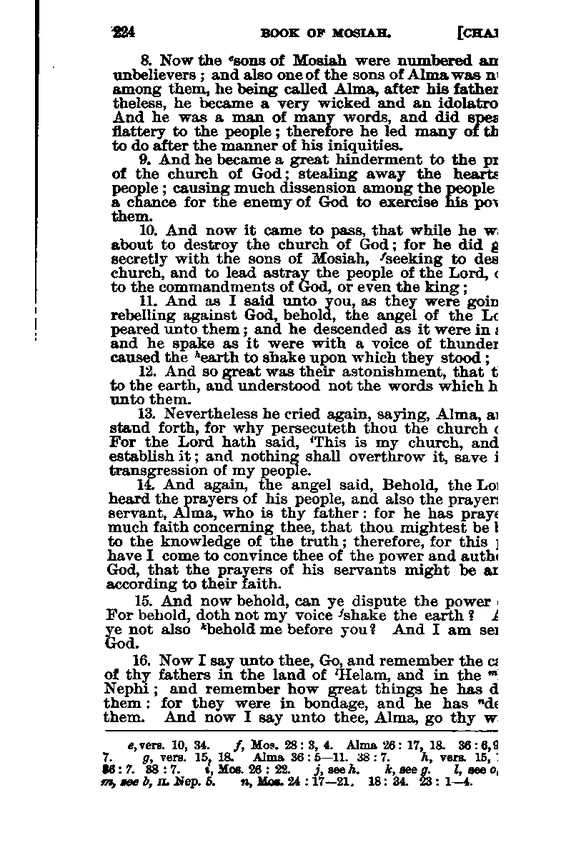 224 BOOK OF MOSIAH. [CHA
8. Now the ᵉsons of Mosiah were numbered
unbelievers ; and also one of the sons of Alma was
among them, he being called Alma, after his father
theless, he became a very wicked and an idolatro
And he was a man of many words, and did
flattery to the people ; therefore he led many of
to do after the manner of his iniquities.
9. And he became a great hinderment to the
of the church of God ; stealing away the hearts
people ; causing much dissension among the people
a chance for the enemy of God to exercise his
them.
10. And now it came to pass, that while he
about to destroy the church of God ; for he did
secretly with the sons of Mosiah, ᶠseeking to
church, and to lead astray the people of the Lord,
to the commandments of God, or even the king ;
11. And as I said unto you, as they were goin
rebelling against God, behold, the angel of the
peared unto them ; and he descended as it were in
and he spake as it were with a voice of thunder
caused the ʰearth to shake upon which they stood ;
12. And so great was their astonishment, that
to the earth, and understood not the words which h
unto them.
13. Nevertheless he cried again, saying, Alma,
stand forth, for why persecuteth thou the church
For the Lord hath said, ⁱThis is my church, and
establish it ; and nothing shall overthrow it, save
transgression of my people.
14. And again, the angel said, Behold, the
heard the prayers of his people, and also the prayer
servant, Alma, who is thy father : for he has
much faith concerning thee, that thou mightest be
to the knowledge of the truth ; therefore, for this
have I come to convince thee of the power and
God, that the prayers of his servants might be
according to their faith.
15. And now behold, can ye dispute the power
For behold, doth not my voice ʲshake the earth ?
ye not also ᵏbehold me before you ? And I am
God.
16. Now I say unto thee, Go, and remember the
of thy fathers in the land of ˡHelam, and in the ᵐ
Nephi ; and remember how great things he has d
them : for they were in bondage, and he has
them. And now I say unto thee, Alma, go thy
e, vers. 10, 34. f, Mos. 28 : 3, 4. Alma 26 : 17, 18. 36 : 6,
7. g, vers. 15, 18. Alma 36 : 5—11. 38 : 7. h, vers. 15,
36 : 7. 38 : 7. i, Mos. 26 : 22. j, see h. k, see g. l, see
m, see b, II. Nep. 5. n, Mos. 24 : 17—21. 18 : 34. 23 : 1—4.